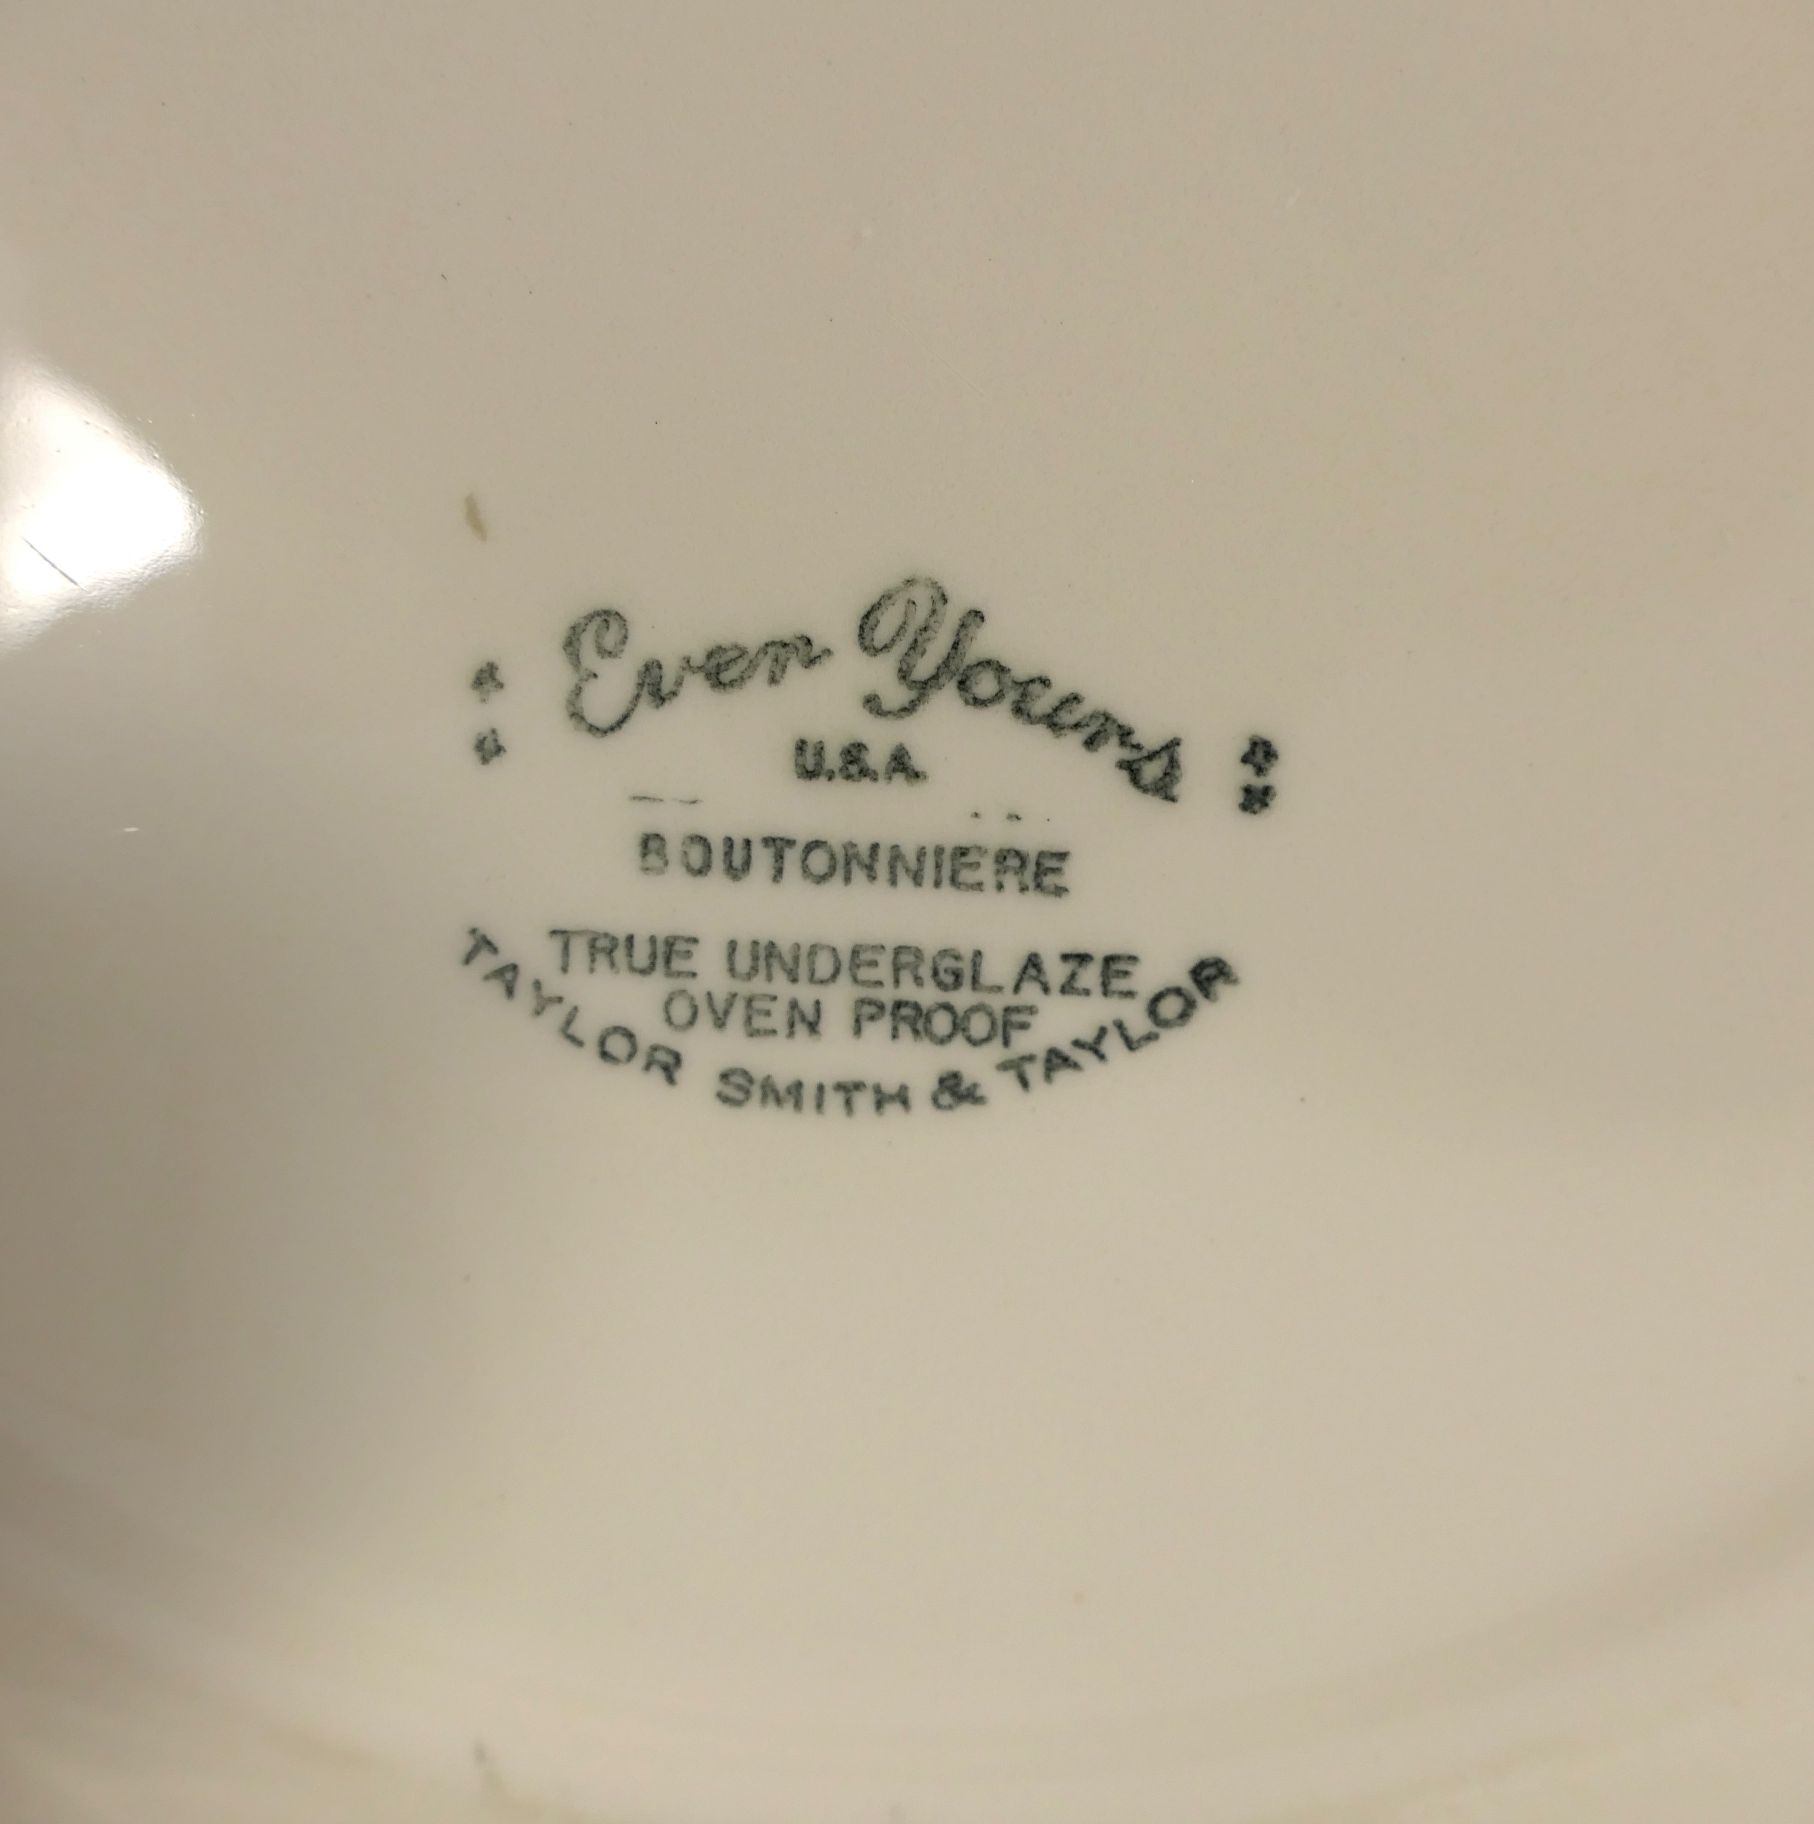 Ever Yours
U.S.A.
BOUTONNIERE
TRUE UNDERGLAZE
OVEN PROOF
TAYLOR SMITH & TAYLOR